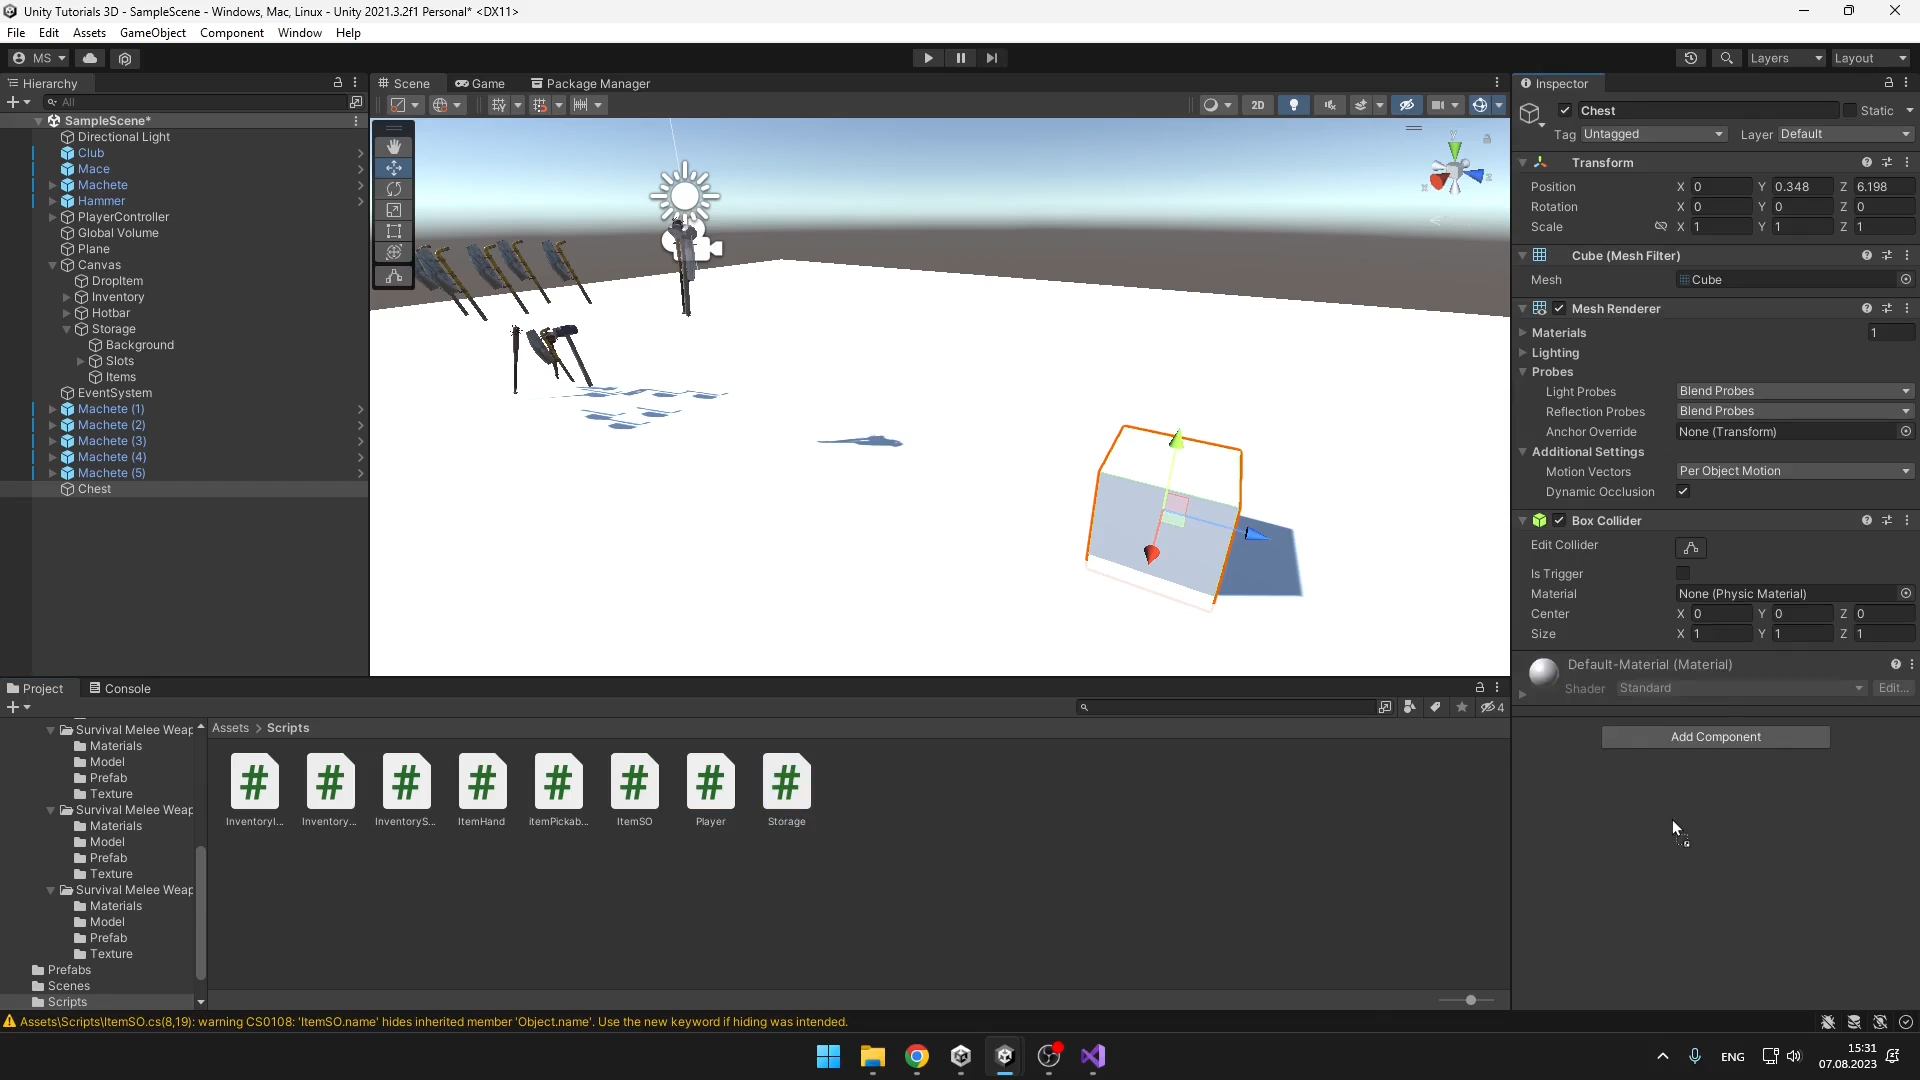 Unity Tutorials 3D - SampleScene - Windows, Mac, Linux - Unity 2021.3.2f1 Personal* <DX11>
File Edit Assets GameObject Component Window Help
MS Layers Layout
Hierarchy
All
SampleScene*
Directional Light
Club
Mace
Machete
Hammer
PlayerController
Global Volume
Plane
Canvas
DropItem
Inventory
Hotbar
Storage
Background
Slots
Items
EventSystem
Machete (1)
Machete (2)
Machete (3)
Machete (4)
Machete (5)
Chest
Scene Game Package Manager
2D
y
x z
Inspector
Chest Static
Tag Untagged Layer Default
Transform
Position X 0 Y 0.348 Z 6.198
Rotation X 0 Y 0 Z 0
Scale X 1 Y 1 Z 1
Cube (Mesh Filter)
Mesh Cube
Mesh Renderer
Materials 1
Lighting
Probes
Light Probes Blend Probes
Reflection Probes Blend Probes
Anchor Override None (Transform)
Additional Settings
Motion Vectors Per Object Motion
Dynamic Occlusion
Box Collider
Edit Collider
Is Trigger
Material None (Physic Material)
Center X 0 Y 0 Z 0
Size X 1 Y 1 Z 1
Default-Material (Material)
Shader Standard Edit...
Add Component
Project Console
4
Survival Melee Weap
Materials
Model
Prefab
Texture
Survival Melee Weap
Materials
Model
Prefab
Texture
Survival Melee Weap
Materials
Model
Prefab
Texture
Prefabs
Scenes
Scripts
Assets > Scripts
InventoryI... Inventory... InventoryS... ItemHand itemPickab... ItemSO Player Storage
Assets\Scripts\ItemSO.cs(8,19): warning CS0108: 'ItemSO.name' hides inherited member 'Object.name'. Use the new keyword if hiding was intended.
ENG
15:31
07.08.2023